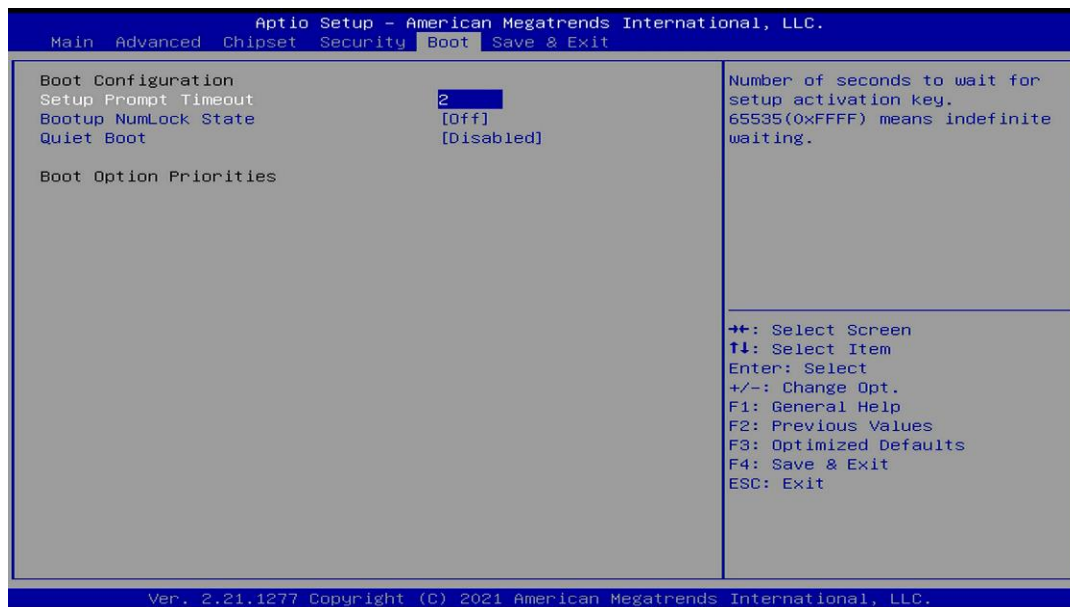 Aptio Setup – American Megatrends International, LLC.
Main Advanced Chipset Security Boot Save & Exit
Boot Configuration
Setup Prompt Timeout 2
Bootup NumLock State [Off]
Quiet Boot [Disabled]
Boot Option Priorities
Number of seconds to wait for
setup activation key.
65535(0xFFFF) means indefinite
waiting.
→←: Select Screen
↑↓: Select Item
Enter: Select
+/-: Change Opt.
F1: General Help
F2: Previous Values
F3: Optimized Defaults
F4: Save & Exit
ESC: Exit
Ver. 2.21.1277 Copyright (C) 2021 American Megatrends International, LLC.